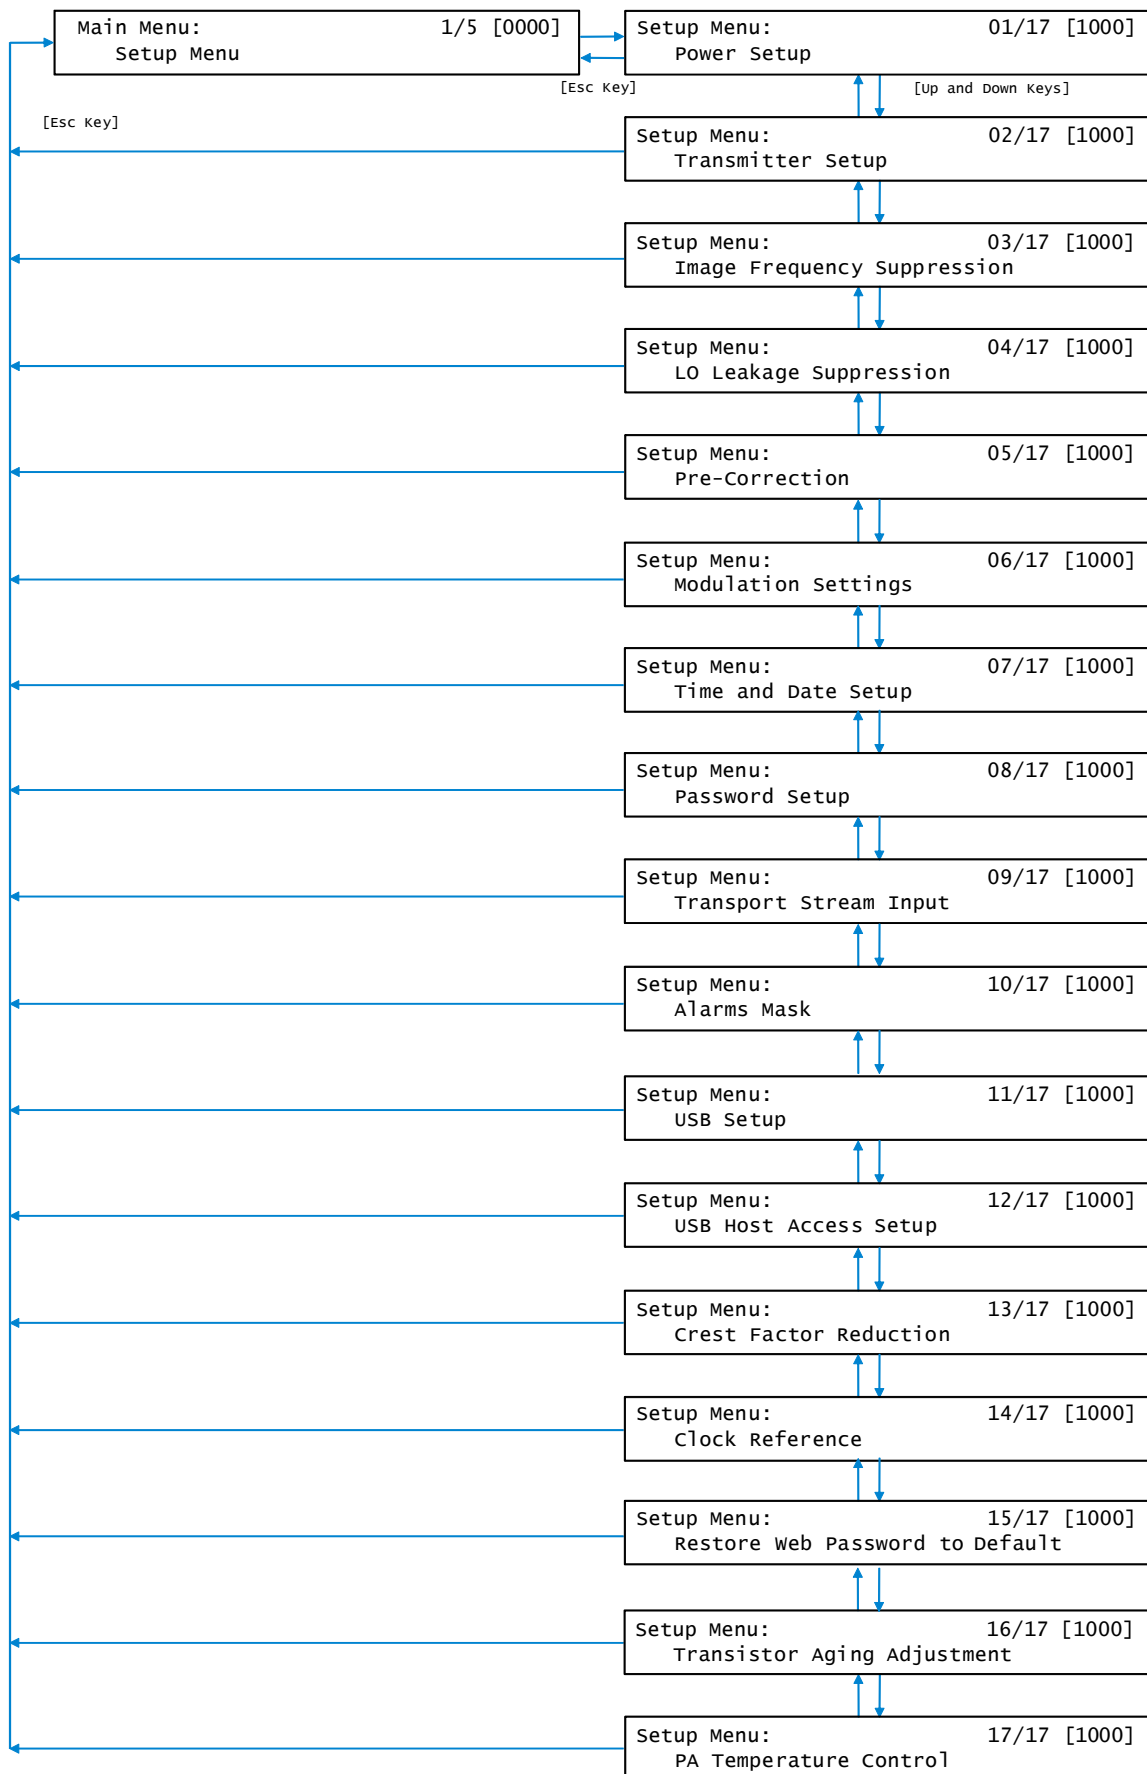 Main Menu: 1/5 [0000]
Setup Menu
Setup Menu: 01/17 [1000]
Power Setup
[Esc Key]
[Up and Down Keys]
[Esc Key]
Setup Menu: 02/17 [1000]
Transmitter Setup
Setup Menu: 03/17 [1000]
Image Frequency Suppression
Setup Menu: 04/17 [1000]
LO Leakage Suppression
Setup Menu: 05/17 [1000]
Pre-Correction
Setup Menu: 06/17 [1000]
Modulation Settings
Setup Menu: 07/17 [1000]
Time and Date Setup
Setup Menu: 08/17 [1000]
Password Setup
Setup Menu: 09/17 [1000]
Transport Stream Input
Setup Menu: 10/17 [1000]
Alarms Mask
Setup Menu: 11/17 [1000]
USB Setup
Setup Menu: 12/17 [1000]
USB Host Access Setup
Setup Menu: 13/17 [1000]
Crest Factor Reduction
Setup Menu: 14/17 [1000]
Clock Reference
Setup Menu: 15/17 [1000]
Restore Web Password to Default
Setup Menu: 16/17 [1000]
Transistor Aging Adjustment
Setup Menu: 17/17 [1000]
PA Temperature Control